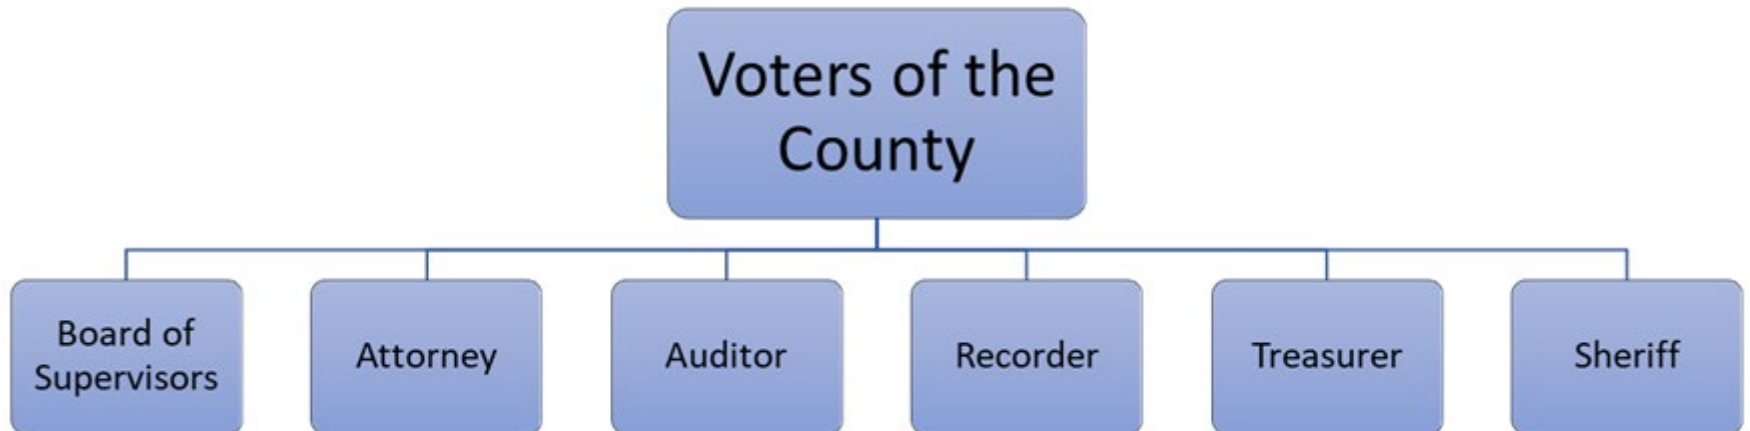 Voters of the
County
Board of
Supervisors
Attorney
Auditor
Recorder
Treasurer
Sheriff